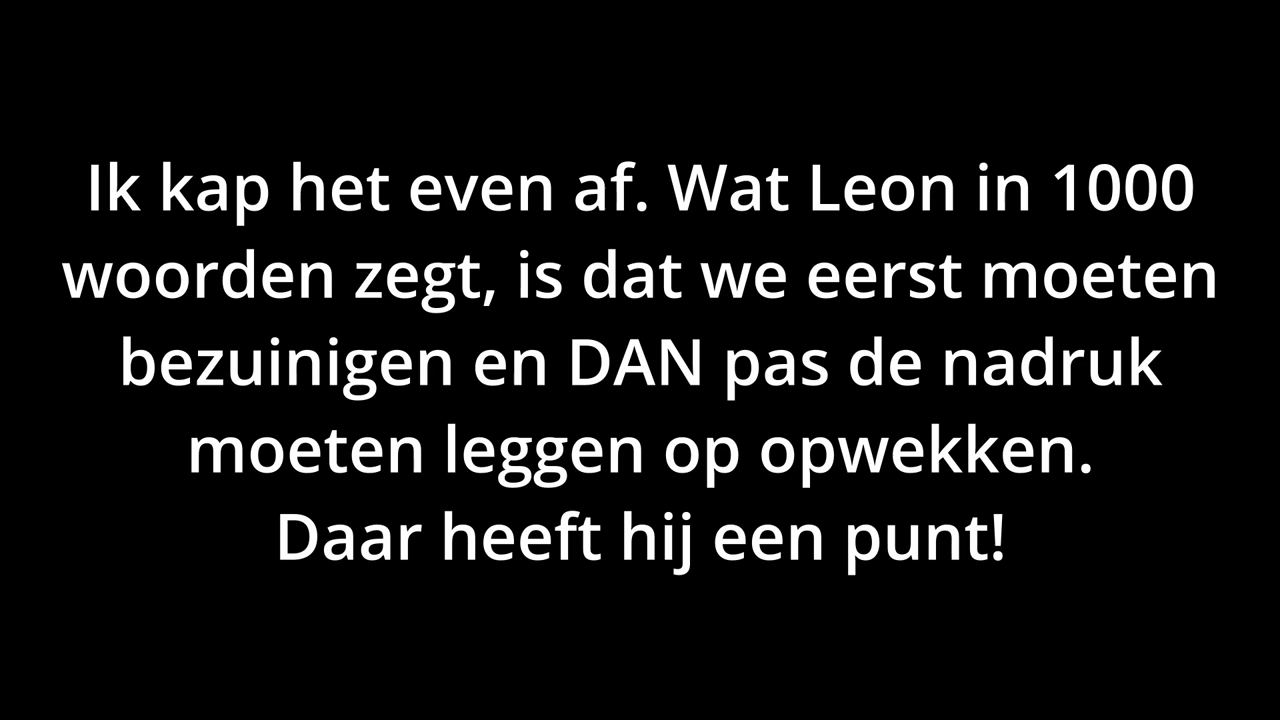 Ik kap het even af. Wat Leon in 1000
woorden zegt, is dat we eerst moeten
bezuinigen en DAN pas de nadruk
moeten leggen op opwekken.
Daar heeft hij een punt!